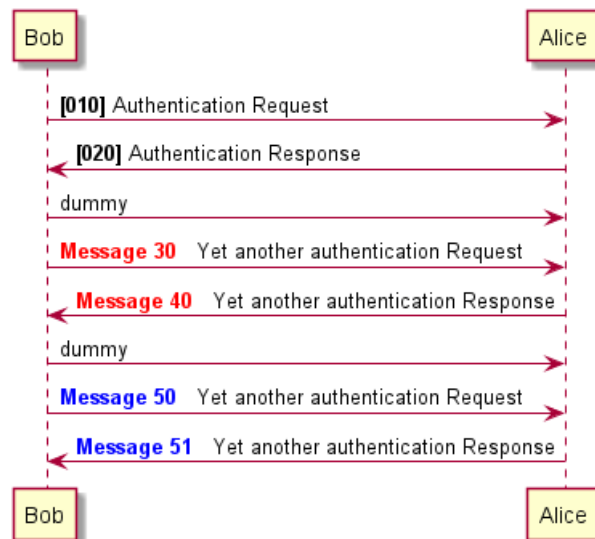 Bob Alice
[010] Authentication Request
[020] Authentication Response
dummy
Message 30 Yet another authentication Request
Message 40 Yet another authentication Response
dummy
Message 50 Yet another authentication Request
Message 51 Yet another authentication Response
Bob Alice